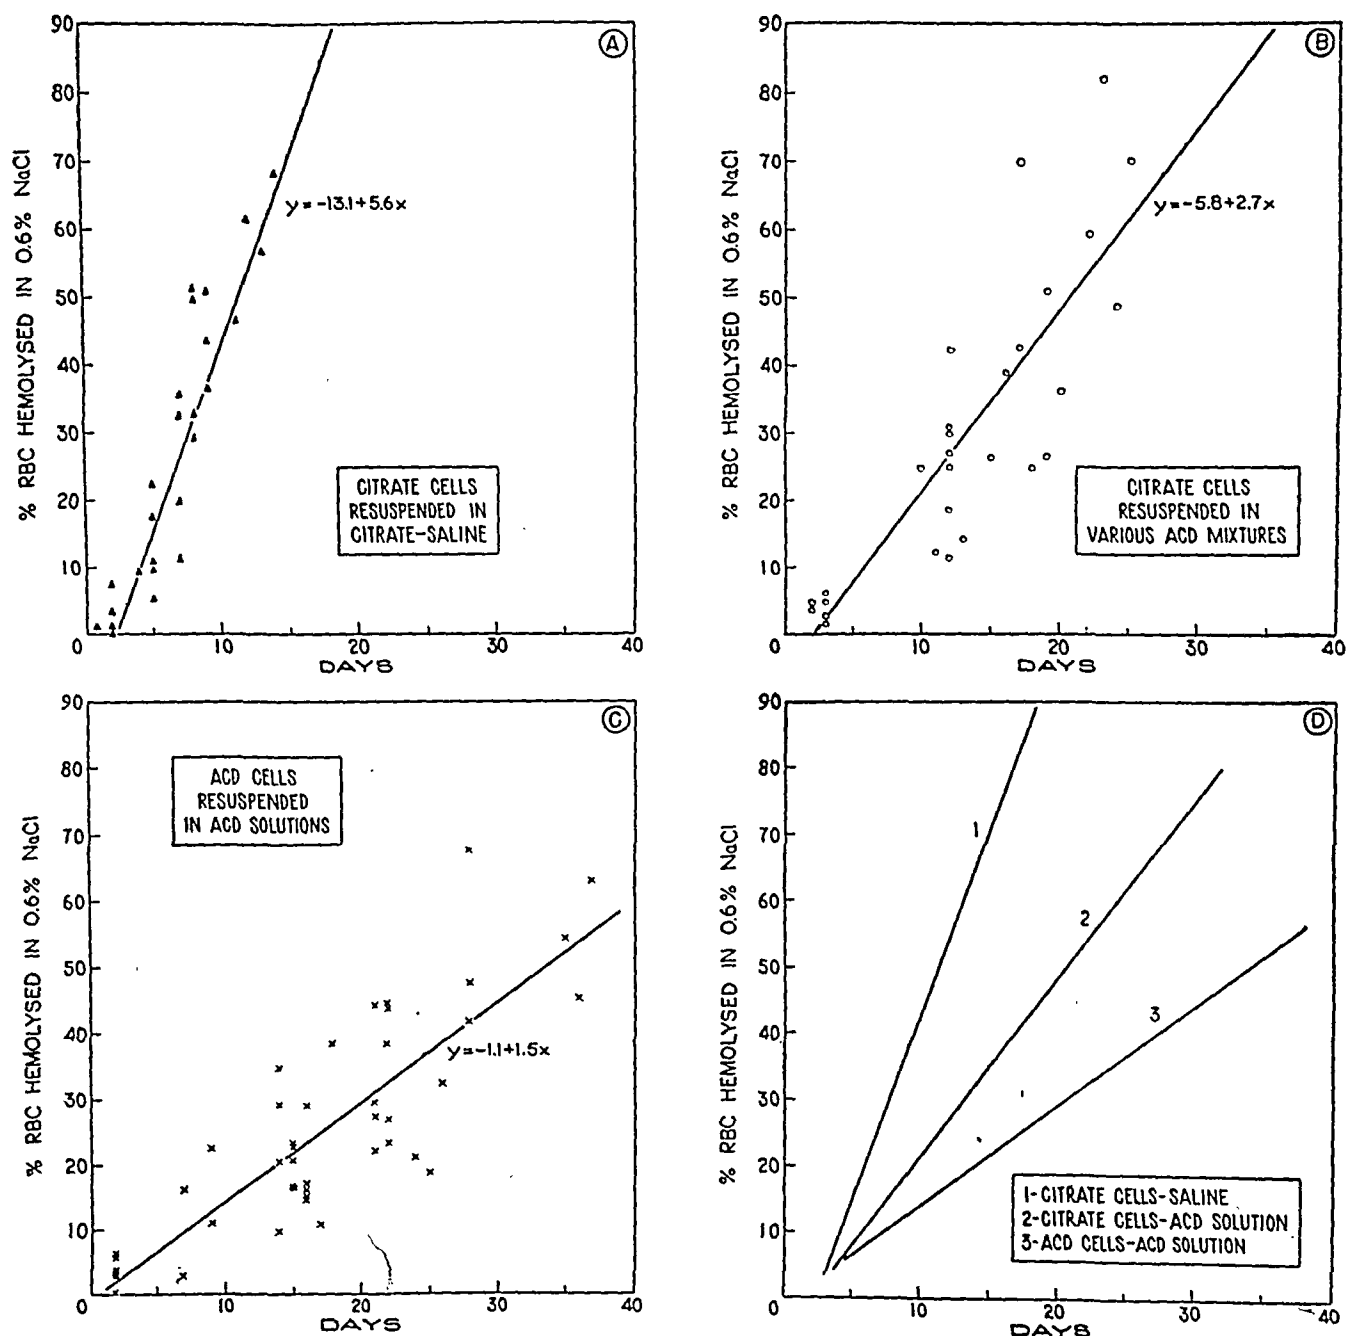 A
90
80
70
60
50
40
30
20
10
0
10
20
30
40
% RBC HEMOLYSED IN 0.6% NaCl
DAYS
y = -13.1+5.6x
CITRATE CELLS
RESUSPENDED IN
CITRATE-SALINE
B
90
80
70
60
50
40
30
20
10
0
10
20
30
40
% RBC HEMOLYSED IN 0.6% NaCl
DAYS
y=-5.8+2.7x
CITRATE CELLS
RESUSPENDED IN
VARIOUS ACD MIXTURES
C
90
80
70
60
50
40
30
20
10
0
10
20
30
40
% RBC HEMOLYSED IN 0.6% NaCl
DAYS
ACD CELLS
RESUSPENDED
IN ACD SOLUTIONS
y=-1.1+1.5x
D
90
80
70
60
50
40
30
20
10
0
10
20
30
40
% RBC HEMOLYSED IN 0.6% NaCl
DAYS
1
2
3
1-CITRATE CELLS-SALINE
2-CITRATE CELLS-ACD SOLUTION
3-ACD CELLS-ACD SOLUTION